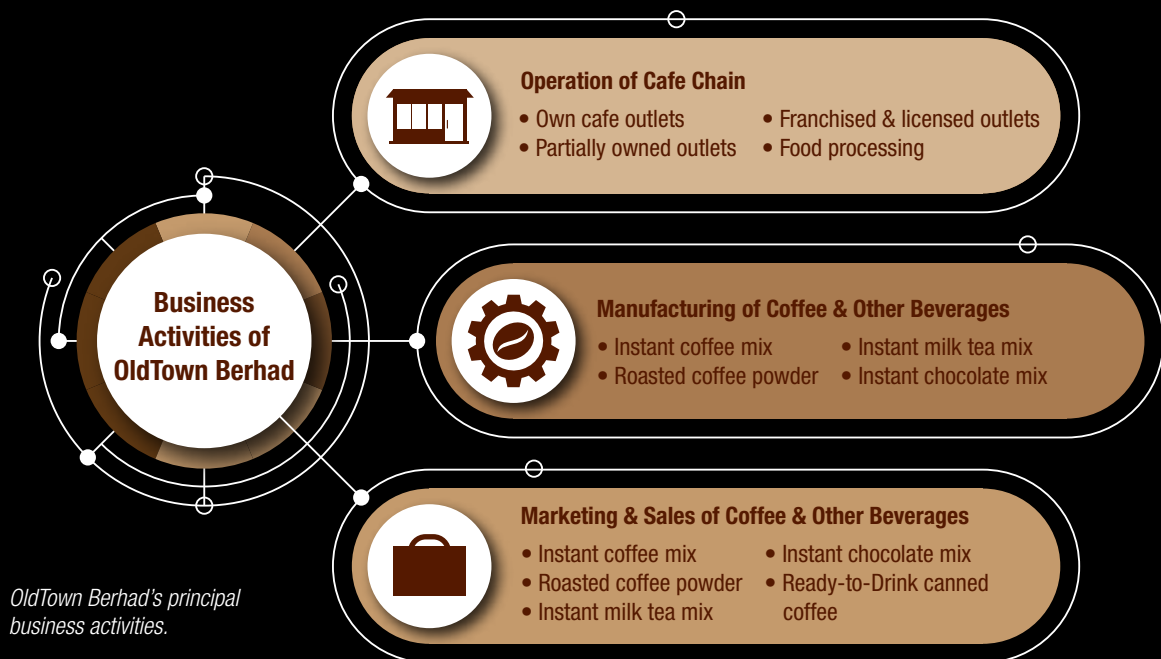 Business
Activities of
OldTown Berhad
Operation of Cafe Chain
• Own cafe outlets
• Partially owned outlets
• Franchised & licensed outlets
• Food processing
Manufacturing of Coffee & Other Beverages
• Instant coffee mix
• Roasted coffee powder
• Instant milk tea mix
• Instant chocolate mix
Marketing & Sales of Coffee & Other Beverages
• Instant coffee mix
• Roasted coffee powder
• Instant milk tea mix
• Instant chocolate mix
• Ready-to-Drink canned
coffee
OldTown Berhad's principal
business activities.